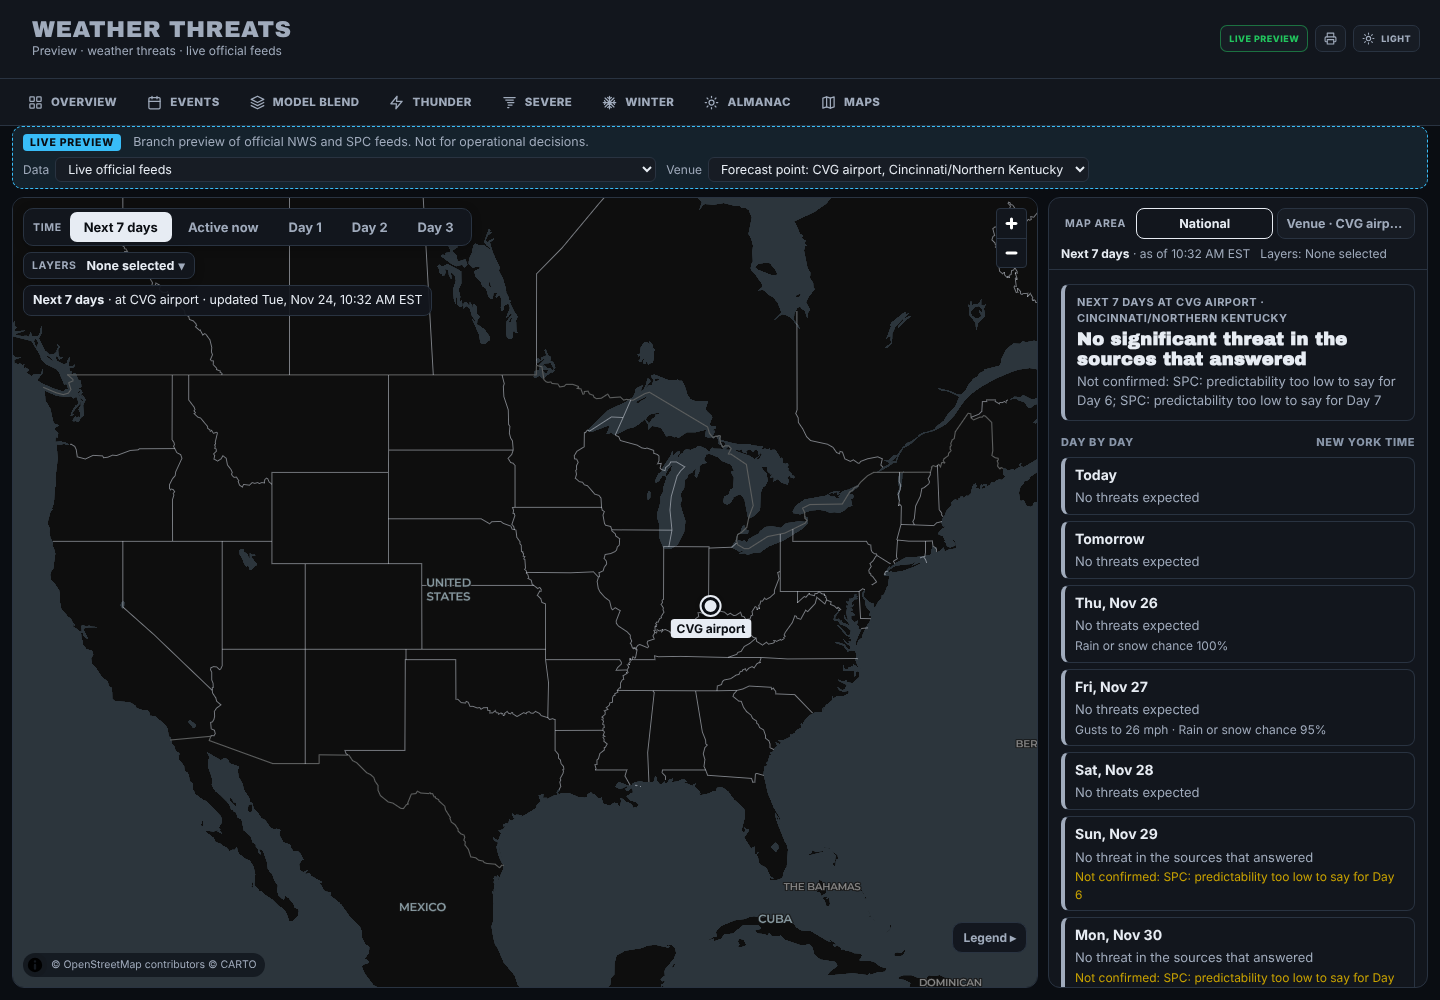 WEATHER THREATS
Preview · weather threats · live official feeds
LIVE PREVIEW
LIGHT
OVERVIEW
EVENTS
MODEL BLEND
THUNDER
SEVERE
WINTER
ALMANAC
MAPS
LIVE PREVIEW Branch preview of official NWS and SPC feeds. Not for operational decisions.
Data Live official feeds Venue Forecast point: CVG airport, Cincinnati/Northern Kentucky
TIME Next 7 days Active now Day 1 Day 2 Day 3
LAYERS None selected ▾
Next 7 days · at CVG airport · updated Tue, Nov 24, 10:32 AM EST
+
−
UNITED
STATES
CVG airport
BER
THE BAHAMAS
MEXICO
CUBA
DOMINICAN
Legend ▸
© OpenStreetMap contributors © CARTO
MAP AREA National Venue · CVG airp...
Next 7 days · as of 10:32 AM EST Layers: None selected
NEXT 7 DAYS AT CVG AIRPORT ·
CINCINNATI/NORTHERN KENTUCKY
No significant threat in the
sources that answered
Not confirmed: SPC: predictability too low to say for
Day 6; SPC: predictability too low to say for Day 7
DAY BY DAY NEW YORK TIME
Today
No threats expected
Tomorrow
No threats expected
Thu, Nov 26
No threats expected
Rain or snow chance 100%
Fri, Nov 27
No threats expected
Gusts to 26 mph · Rain or snow chance 95%
Sat, Nov 28
No threats expected
Sun, Nov 29
No threat in the sources that answered
Not confirmed: SPC: predictability too low to say for Day
6
Mon, Nov 30
No threat in the sources that answered
Not confirmed: SPC: predictability too low to say for Day